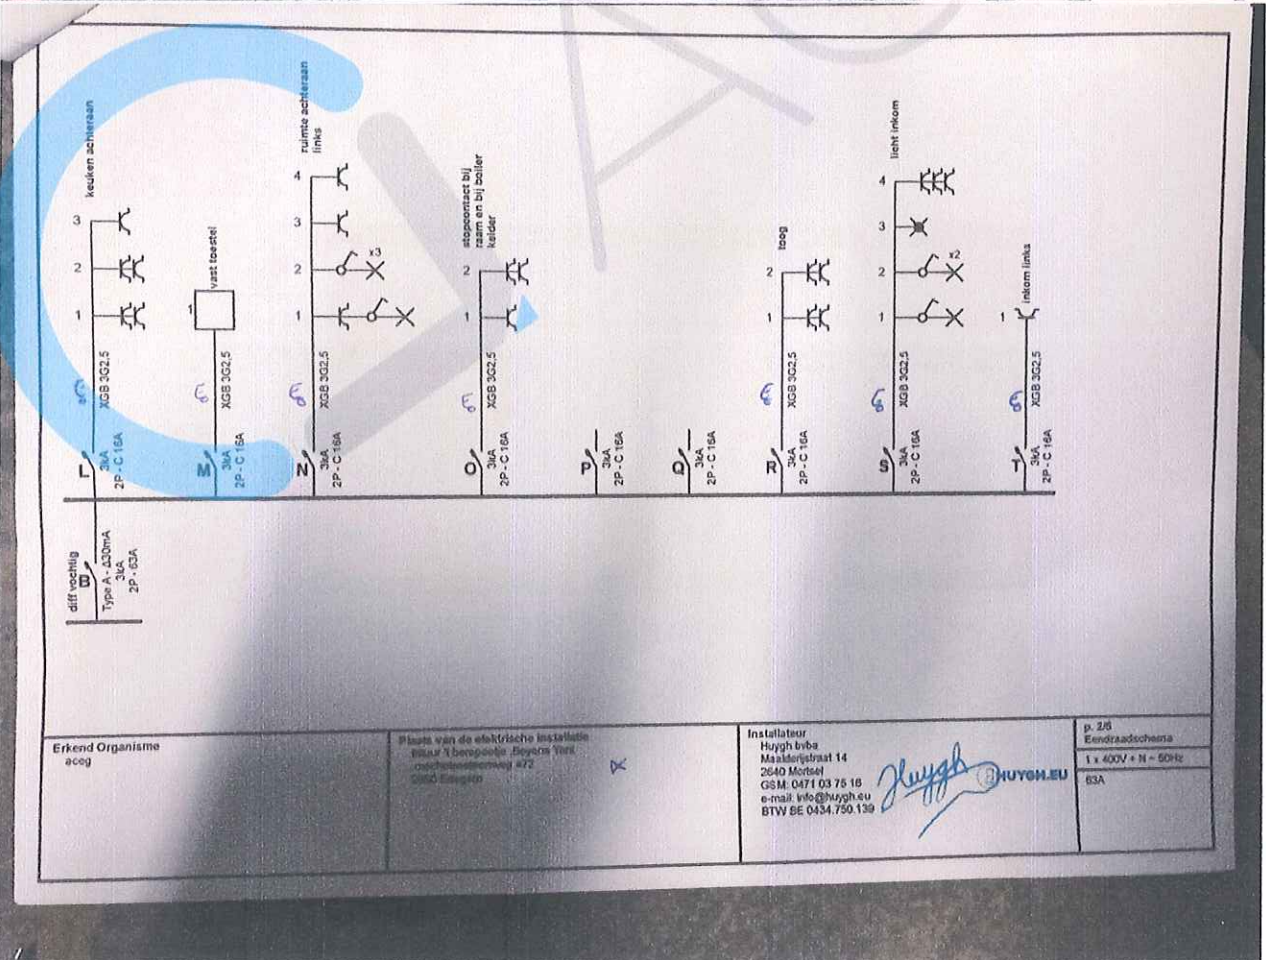 keuken achteraan
3
2
1
XGB 3G2,5
L
3kA
2P - C 16A
vast toestel
1
XGB 3G2,5
M
3kA
2P - C 16A
ruimte achteraan
links
4
3
2
x3
1
XGB 3G2,5
N
3kA
2P - C 16A
stopcontact bij
raam en bij boiler
kelder
2
1
XGB 3G2,5
O
3kA
2P - C 16A
P
3kA
2P - C 16A
Q
3kA
2P - C 16A
toog
2
1
XGB 3G2,5
R
3kA
2P - C 16A
licht inkom
4
3
2
x2
1
XGB 3G2,5
S
3kA
2P - C 16A
inkom links
1
XGB 3G2,5
T
3kA
2P - C 16A
diff vochtig
B
Type A - Δ30mA
3kA
2P - 63A
Erkend Organisme
aceg
Plaats van de elektrische installatie
Installateur
Huygh bvba
Maalderijstraat 14
2640 Mortsel
GSM: 0471 03 75 16
e-mail: info@huygh.eu
BTW BE 0434.750.139
Huygh
HUYGH.EU
p. 2/6
Eendraadschema
1 x 400V + N ~ 50Hz
63A